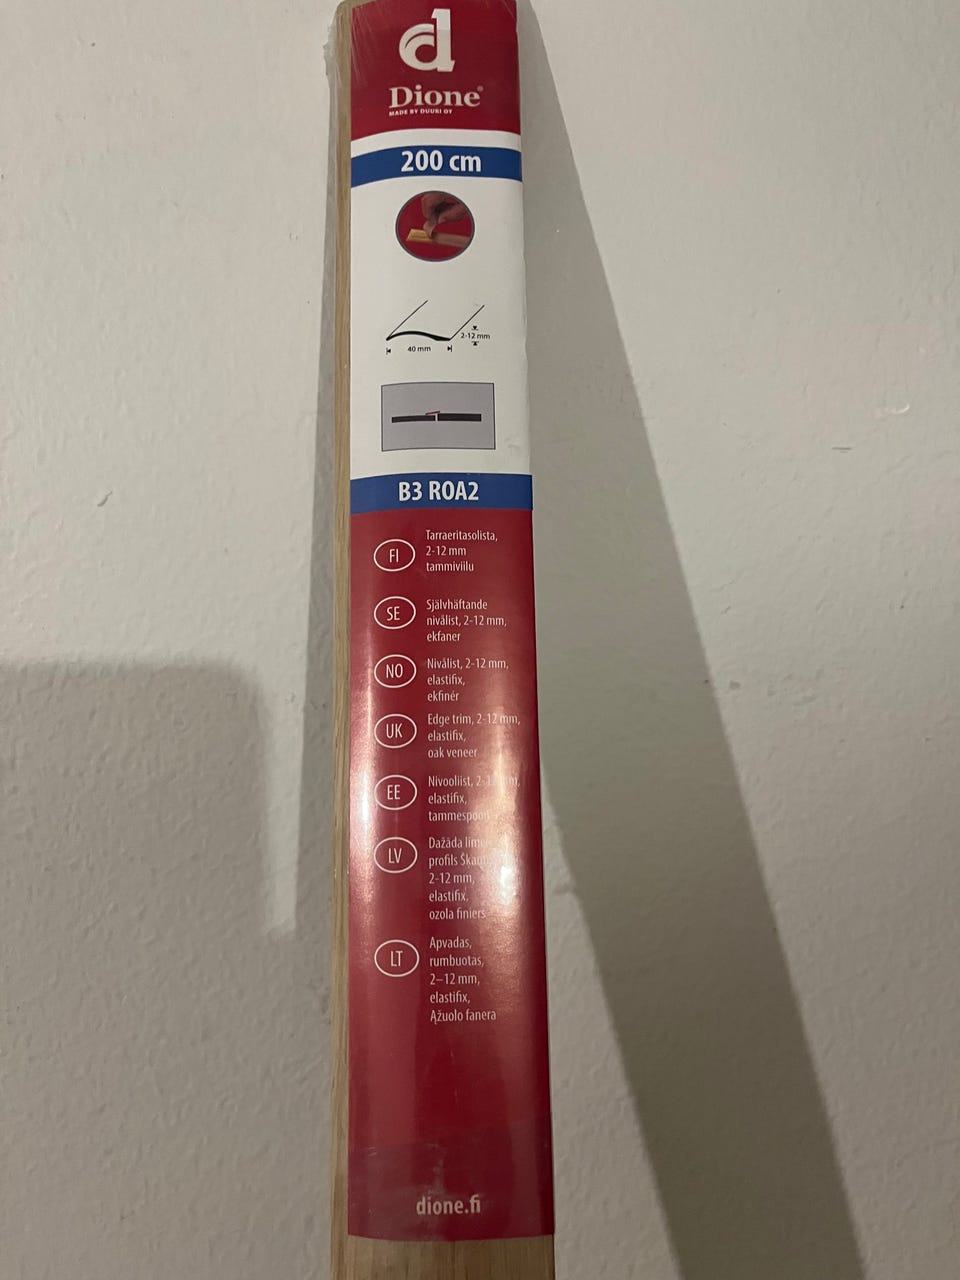 d
Dione®
MADE BY DUURI OY
200 cm
2-12 mm
40 mm
B3 ROA2
FI
Tarraeritasolista,
2-12 mm
tammiviilu
SE
Självhäftande
nivålist, 2-12 mm,
ekfaner
NO
Nivålist, 2-12 mm,
elastifix,
ekfinér
UK
Edge trim, 2-12 mm,
elastifix,
oak veneer
EE
Nivooliist,
elastifix,
LV
Dažāda
profils
2-12 mm,
elastifix,
ozola finiers
LT
Apvadas,
rumbuotas,
2–12 mm,
elastifix,
Ąžuolo fanera
dione.fi